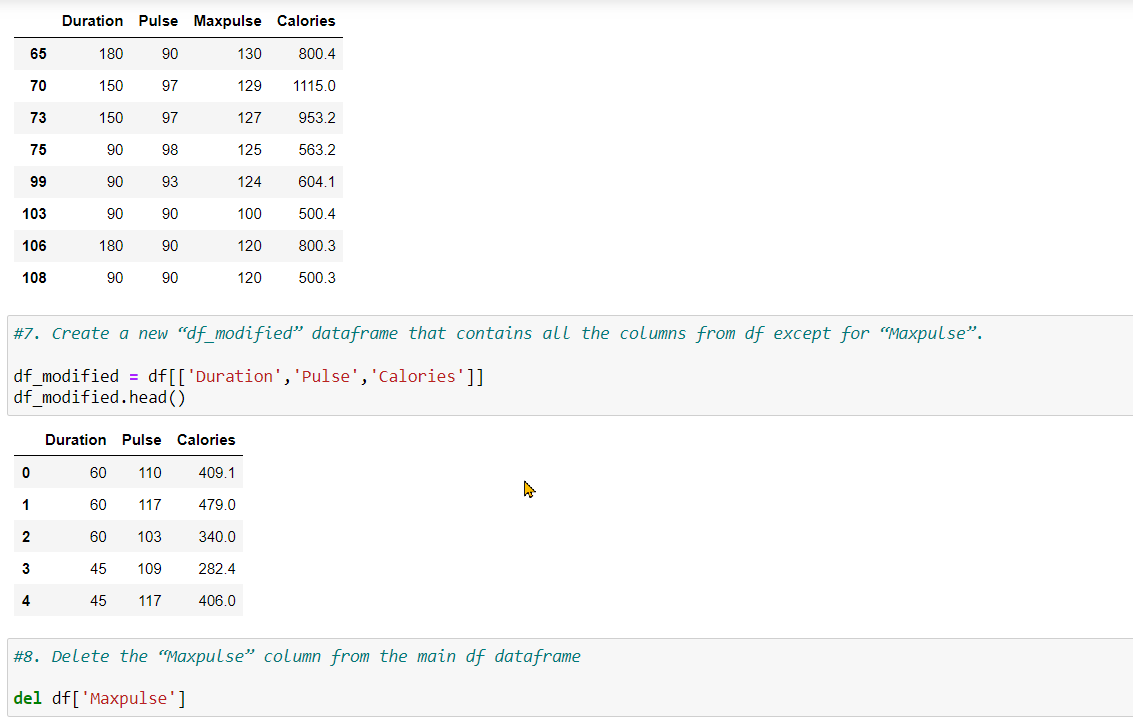 Duration Pulse Maxpulse Calories
65 180 90 130 800.4
70 150 97 129 1115.0
73 150 97 127 953.2
75 90 98 125 563.2
99 90 93 124 604.1
103 90 90 100 500.4
106 180 90 120 800.3
108 90 90 120 500.3
#7. Create a new “df_modified” dataframe that contains all the columns from df except for “Maxpulse”.
df_modified = df[['Duration','Pulse','Calories']]
df_modified.head()
Duration Pulse Calories
0 60 110 409.1
1 60 117 479.0
2 60 103 340.0
3 45 109 282.4
4 45 117 406.0
#8. Delete the “Maxpulse” column from the main df dataframe
del df['Maxpulse']